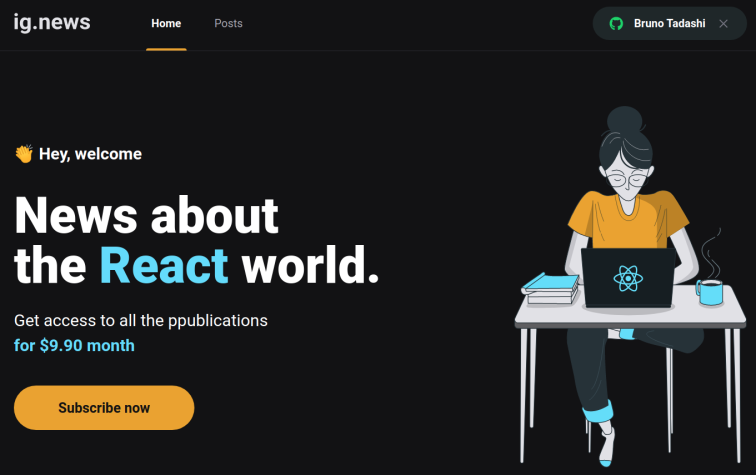 ig.news
Home
Posts
Bruno Tadashi
👏 Hey, welcome
News about
the React world.
Get access to all the ppublications
for $9.90 month
Subscribe now